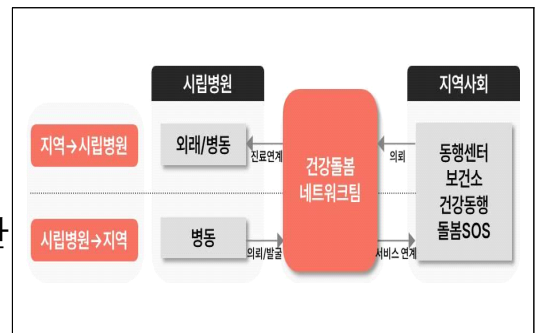 시립병원
지역사회
지역→시립병원
외래/병동
진료연계
건강돌봄
네트워크팀
의뢰
동행센터
보건소
건강동행
돌봄SOS
시립병원→지역
병동
의뢰/발굴
서비스 연계